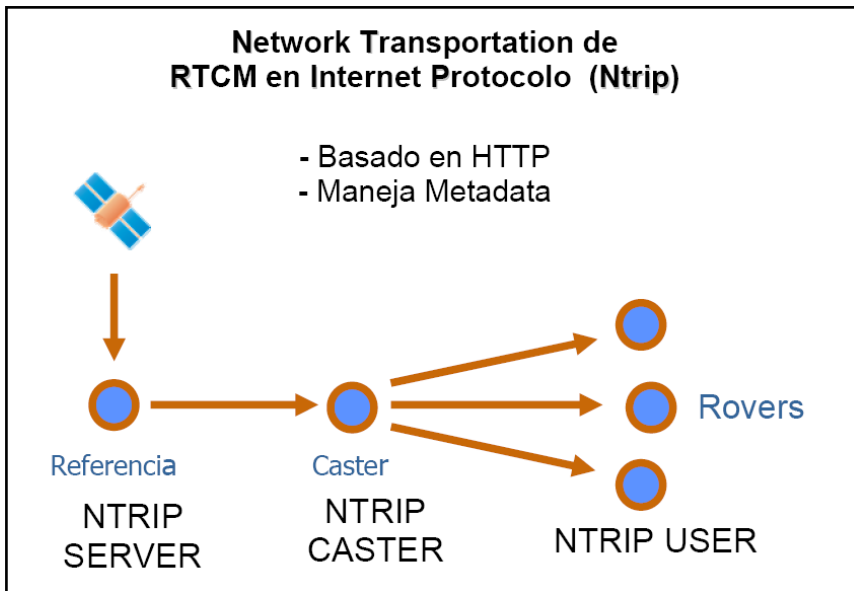 Network Transportation de
RTCM en Internet Protocolo (Ntrip)
- Basado en HTTP
- Maneja Metadata
Rovers
Referencia
Caster
NTRIP
SERVER
NTRIP
CASTER
NTRIP USER